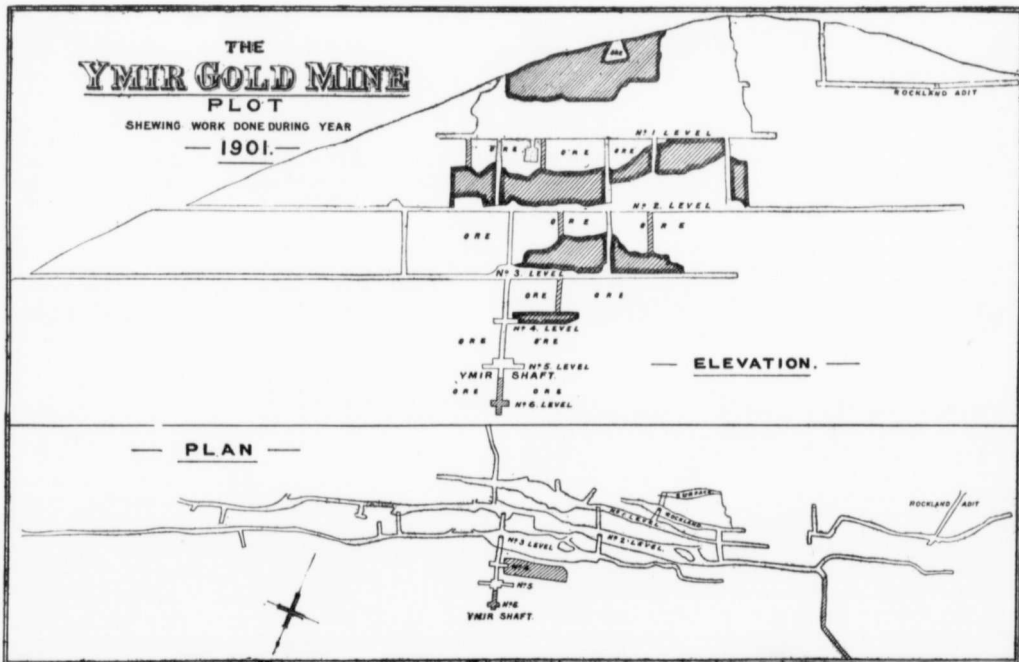 THE
YMIR GOLD MINE
PLOT
SHEWING WORK DONE DURING YEAR
— 1901. —
ORE
ROCKLAND ADIT
Nº 1 LEVEL
ORE ORE ORE
Nº 2. LEVEL
ORE ORE ORE
Nº 3. LEVEL
ORE ORE
Nº 4. LEVEL
ORE ORE
Nº 5. LEVEL
YMIR SHAFT.
ORE ORE
Nº 6. LEVEL
— ELEVATION. —
— PLAN —
SURFACE
ROCKLAND
ROCKLAND ADIT
Nº 1 LEVEL
Nº 3 LEVEL
Nº 2 LEVEL.
Nº 4
Nº 5
Nº 6
YMIR SHAFT.